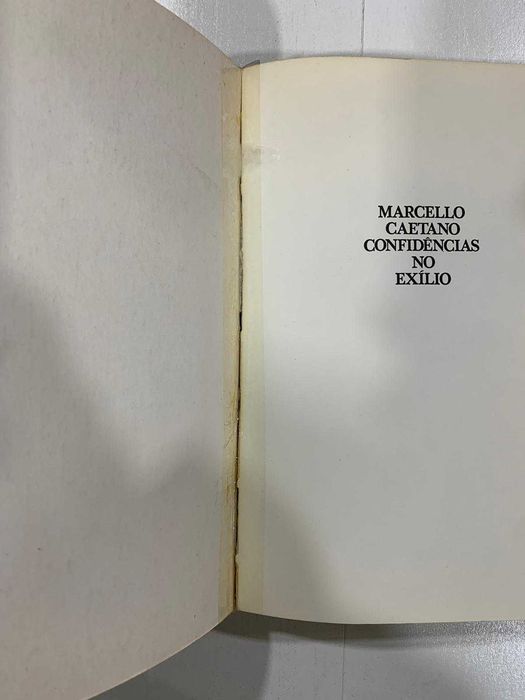 MARCELLO
CAETANO
CONFIDÊNCIAS
NO
EXÍLIO